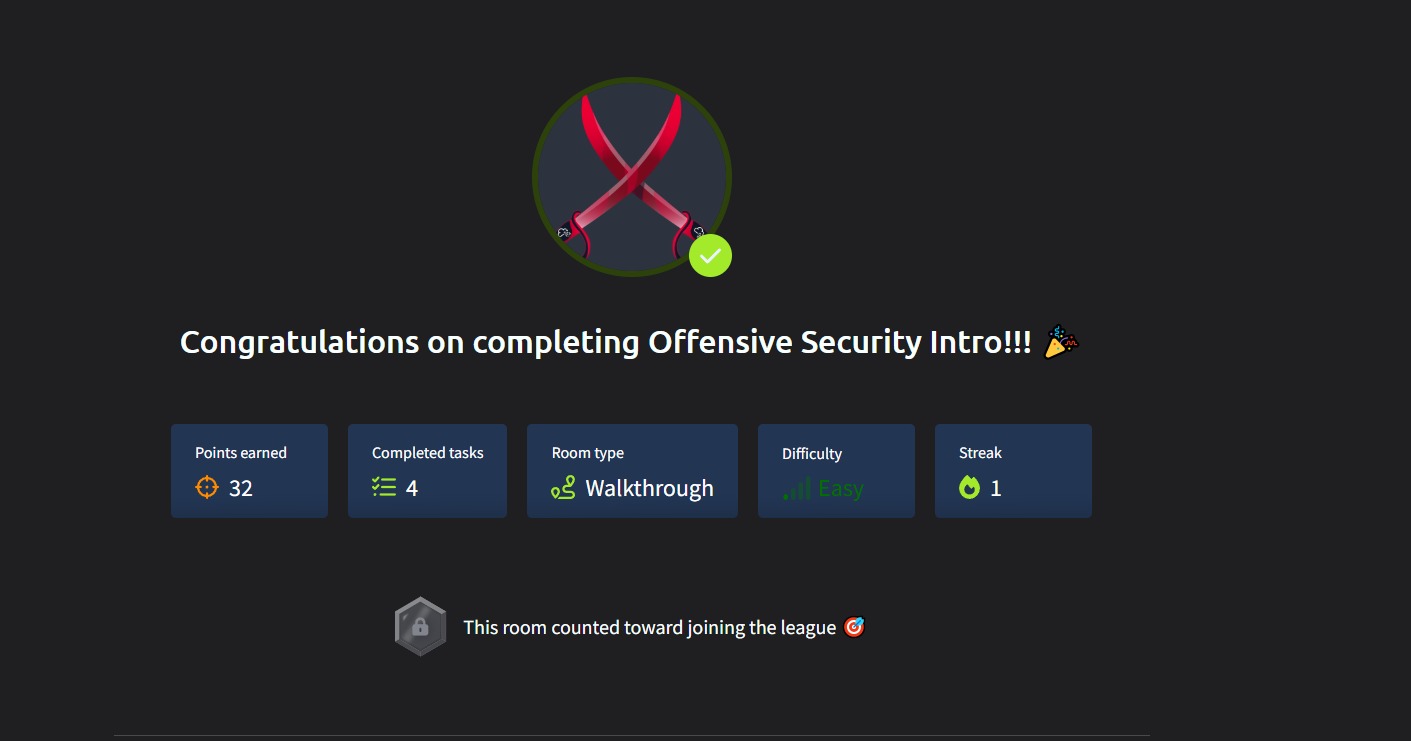 Congratulations on completing Offensive Security Intro!!! 🎉
Points earned
32
Completed tasks
4
Room type
Walkthrough
Difficulty
Easy
Streak
1
This room counted toward joining the league 🎯